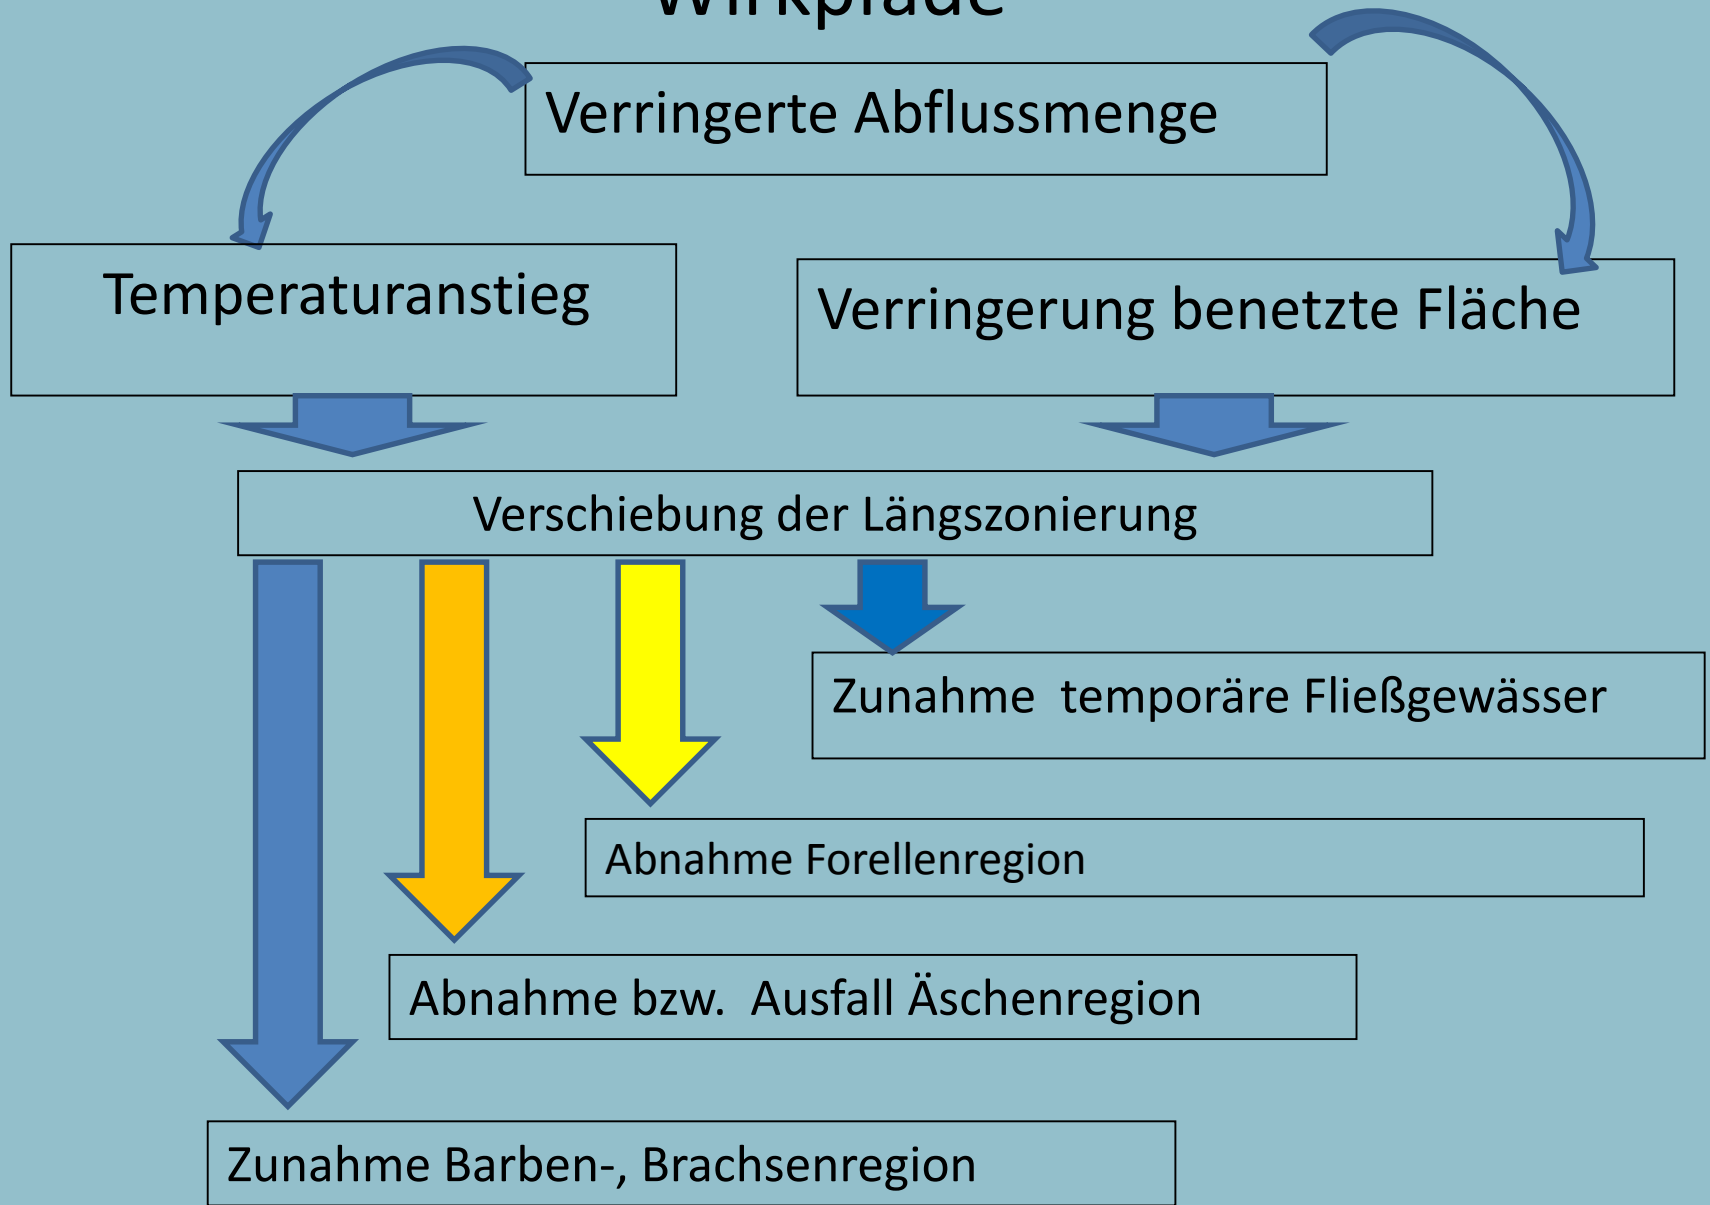 Wirkpfade
Verringerte Abflussmenge
Temperaturanstieg
Verringerung benetzte Fläche
Verschiebung der Längszonierung
Zunahme  temporäre Fließgewässer
Abnahme Forellenregion
Abnahme bzw.  Ausfall Äschenregion
Zunahme Barben-, Brachsenregion